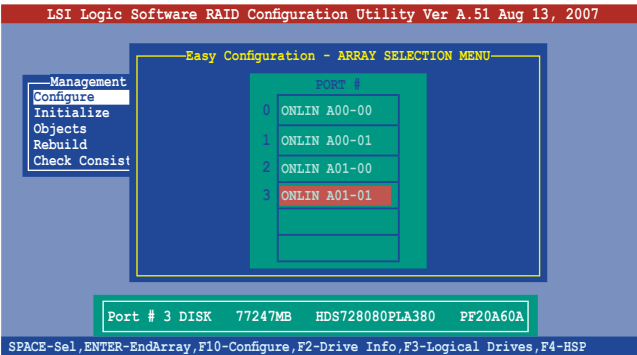 LSI Logic Software RAID Configuration Utility Ver A.51 Aug 13, 2007
Easy Configuration - ARRAY SELECTION MENU
Management
Configure
Initialize
Objects
Rebuild
Check Consist
PORT #
0 ONLIN A00-00
1 ONLIN A00-01
2 ONLIN A01-00
3 ONLIN A01-01
Port # 3 DISK 77247MB HDS728080PLA380 PF20A60A
SPACE-Sel,ENTER-EndArray,F10-Configure,F2-Drive Info,F3-Logical Drives,F4-HSP